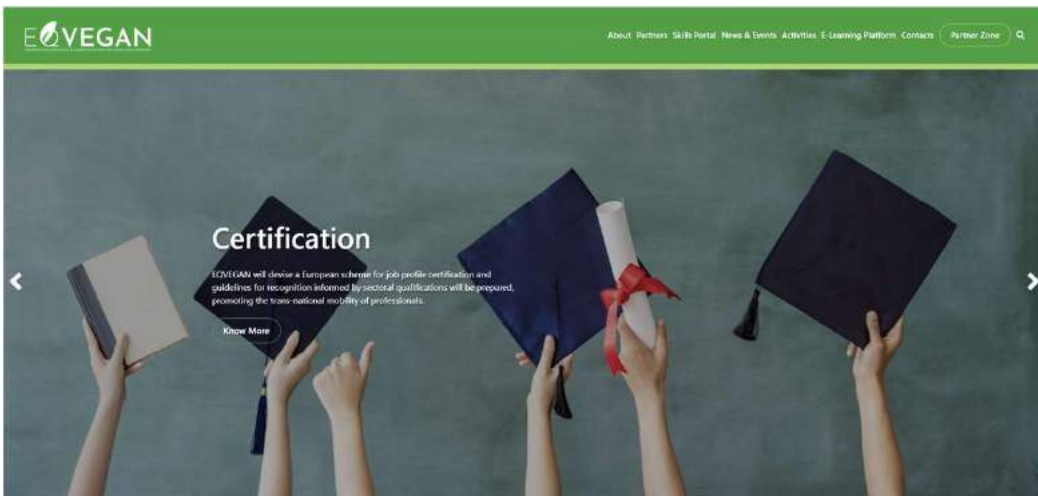 EQVEGAN
About Partners Skills Portal News & Events Activities E-Learning Platform Contacts Partner Zone
Certification
EQVEGAN will devise a European scheme for job profile certification and
guidelines for recognition informed by sectoral qualifications will be prepared,
promoting the trans-national mobility of professionals.
Know More